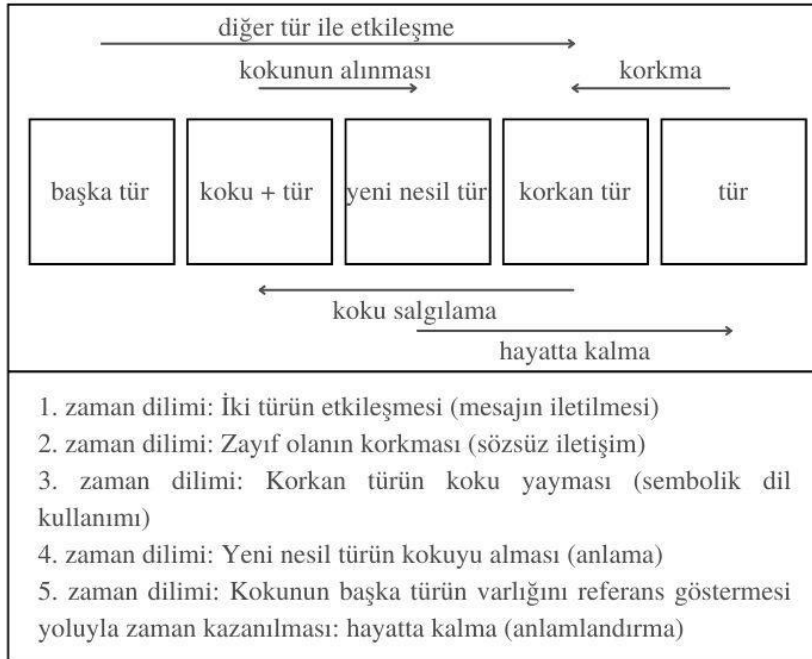 diğer tür ile etkileşme
kokunun alınması
korkma
başka tür
koku + tür
yeni nesil tür
korkan tür
tür
koku salgılama
hayatta kalma
1. zaman dilimi: İki türün etkileşmesi (mesajın iletilmesi)
2. zaman dilimi: Zayıf olanın korkması (sözsüz iletişim)
3. zaman dilimi: Korkan türün koku yayması (sembolik dil
kullanımı)
4. zaman dilimi: Yeni nesil türün kokuyu alması (anlama)
5. zaman dilimi: Kokunun başka türün varlığını referans göstermesi
yoluyla zaman kazanılması: hayatta kalma (anlamlandırma)